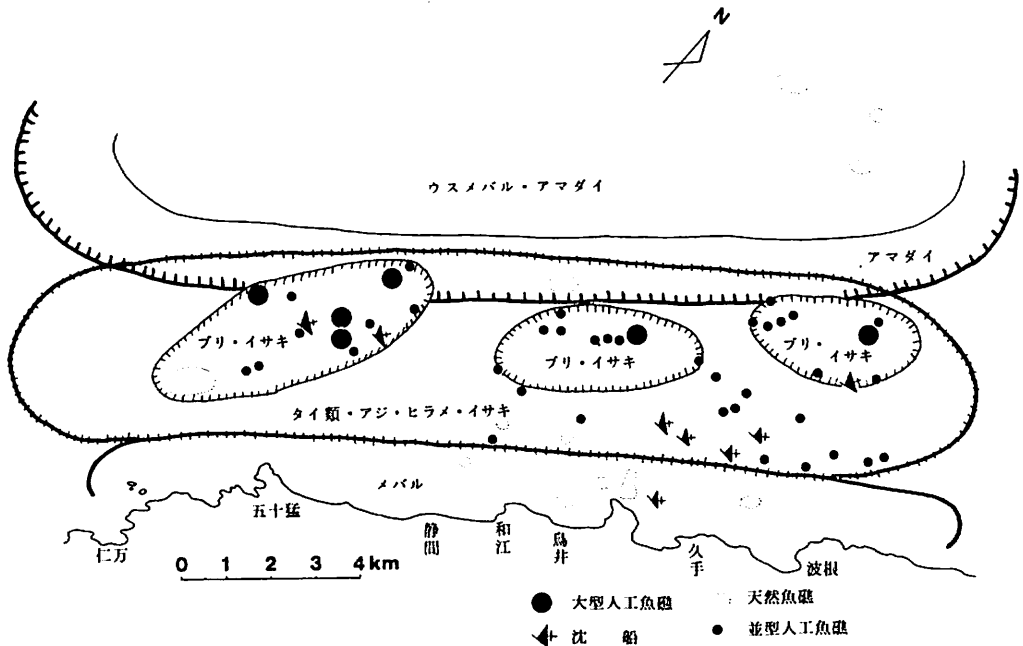 N
ウスメバル・アマダイ
アマダイ
ブリ・イサキ
ブリ・イサキ
ブリ・
イサキ
タイ類・アジ・ヒラメ・イサキ
メバル
仁万
五十猛
静間
和江
鳥井
久手
波根
0 1 2 3 4km
大型人工魚礁
天然魚礁
沈船
並型人工魚礁